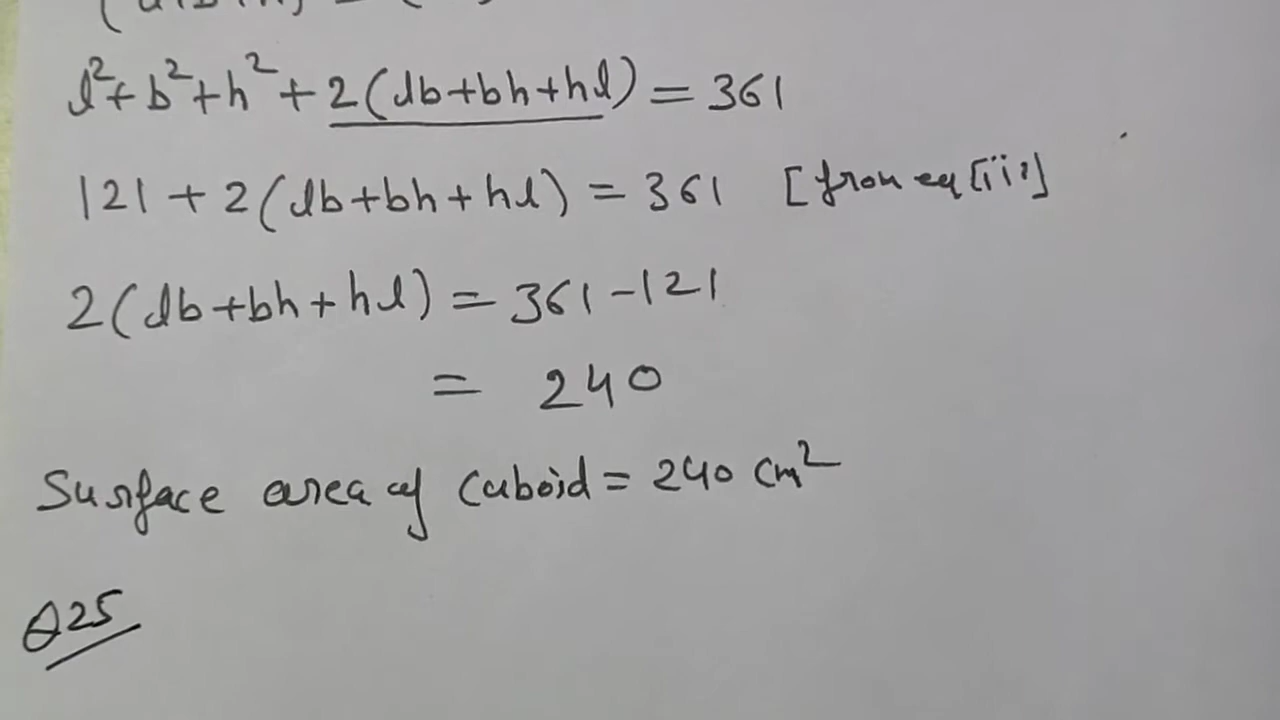 l²+b²+h²+2(lb+bh+hl)=361
121+2(lb+bh+hl)=361 [from eq[iii]
2(lb+bh+hl)=361-121
= 240
Surface area of Cuboid=240 cm²
Q25